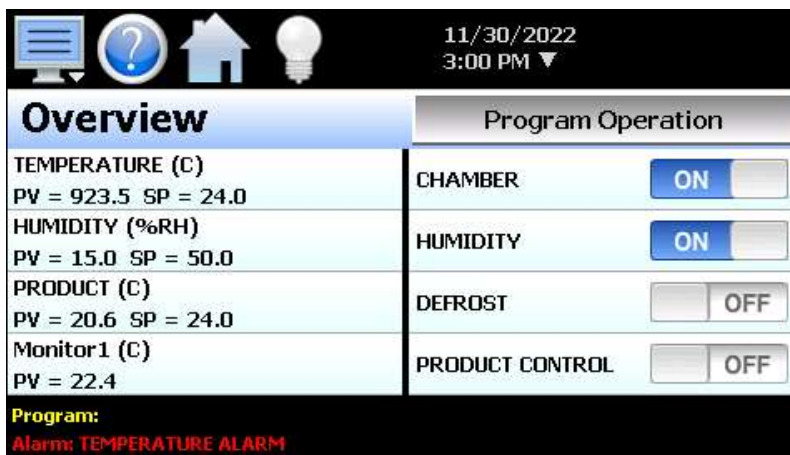 ?
11/30/2022
3:00 PM ▼
Overview
Program Operation
TEMPERATURE (C)
PV = 923.5 SP = 24.0
CHAMBER ON
HUMIDITY (%RH)
PV = 15.0 SP = 50.0
HUMIDITY ON
PRODUCT (C)
PV = 20.6 SP = 24.0
DEFROST OFF
Monitor1 (C)
PV = 22.4
PRODUCT CONTROL OFF
Program:
Alarm: TEMPERATURE ALARM